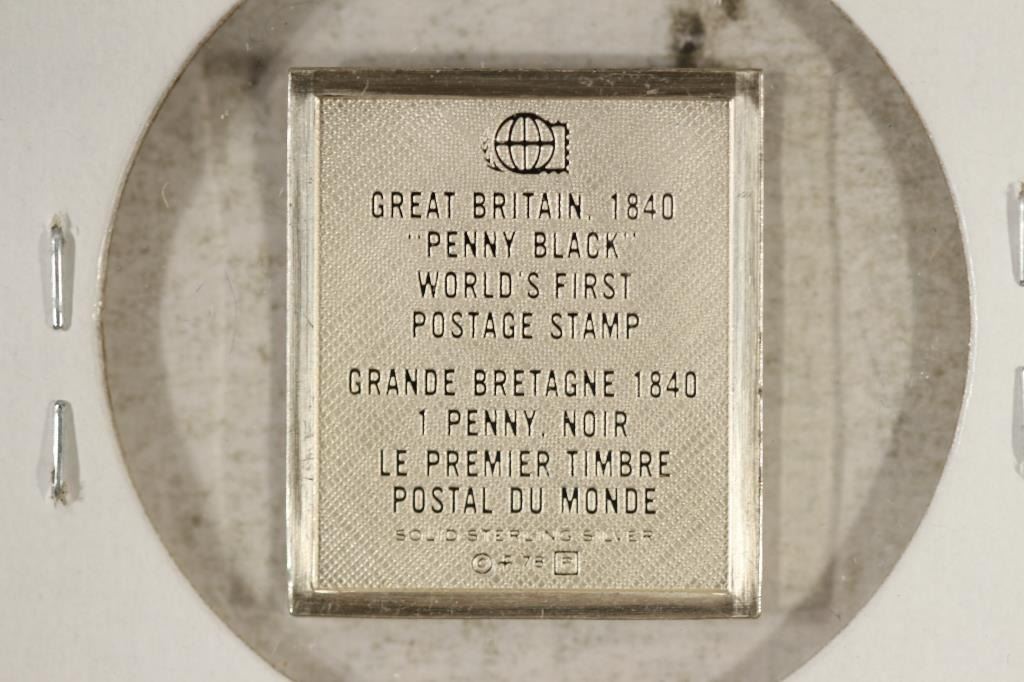 GREAT BRITAIN, 1840
"PENNY BLACK"
WORLD'S FIRST
POSTAGE STAMP
GRANDE BRETAGNE 1840
1 PENNY, NOIR
LE PREMIER TIMBRE
POSTAL DU MONDE
SOLID STERLING SILVER
© 76 F